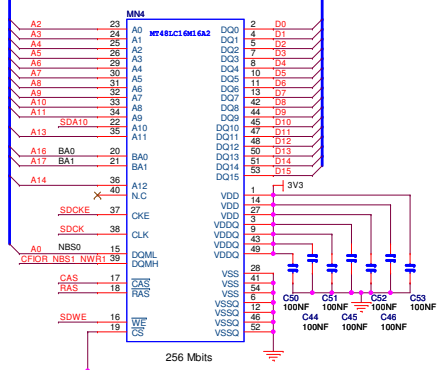 MN4
MT48LC16M16A2
A2 23 A0 DQ0 2 D0
A3 24 A1 DQ1 4 D1
A4 25 A2 DQ2 5 D2
A5 26 A3 DQ3 7 D3
A6 29 A4 DQ4 8 D4
A7 30 A5 DQ5 10 D5
A8 31 A6 DQ6 11 D6
A9 32 A7 DQ7 13 D7
A10 33 A8 DQ8 42 D8
A11 34 A9 DQ9 44 D9
SDA10 22 A10 DQ10 45 D10
A13 35 A11 DQ11 47 D11
DQ12 48 D12
A16 BA0 20 BA0 DQ13 50 D13
A17 BA1 21 BA1 DQ14 51 D14
DQ15 53 D15
A14 36 A12
40 N.C VDD 1 3V3
VDD 14
SDCKE 37 CKE VDD 27
VDDQ 3
SDCK 38 CLK VDDQ 9
VDDQ 43
A0 NBS0 15 DQML VDDQ 49
CFIOR_NBS1_NWR1 39 DQMH
VSS 28
CAS 17 CAS VSS 41
RAS 18 RAS VSS 54
VSSQ 6
VSSQ 12
SDWE 16 WE VSSQ 46
19 CS VSSQ 52
C50 C51 C52 C53
100NF 100NF 100NF 100NF
C44 C45 C46
100NF 100NF 100NF
256 Mbits